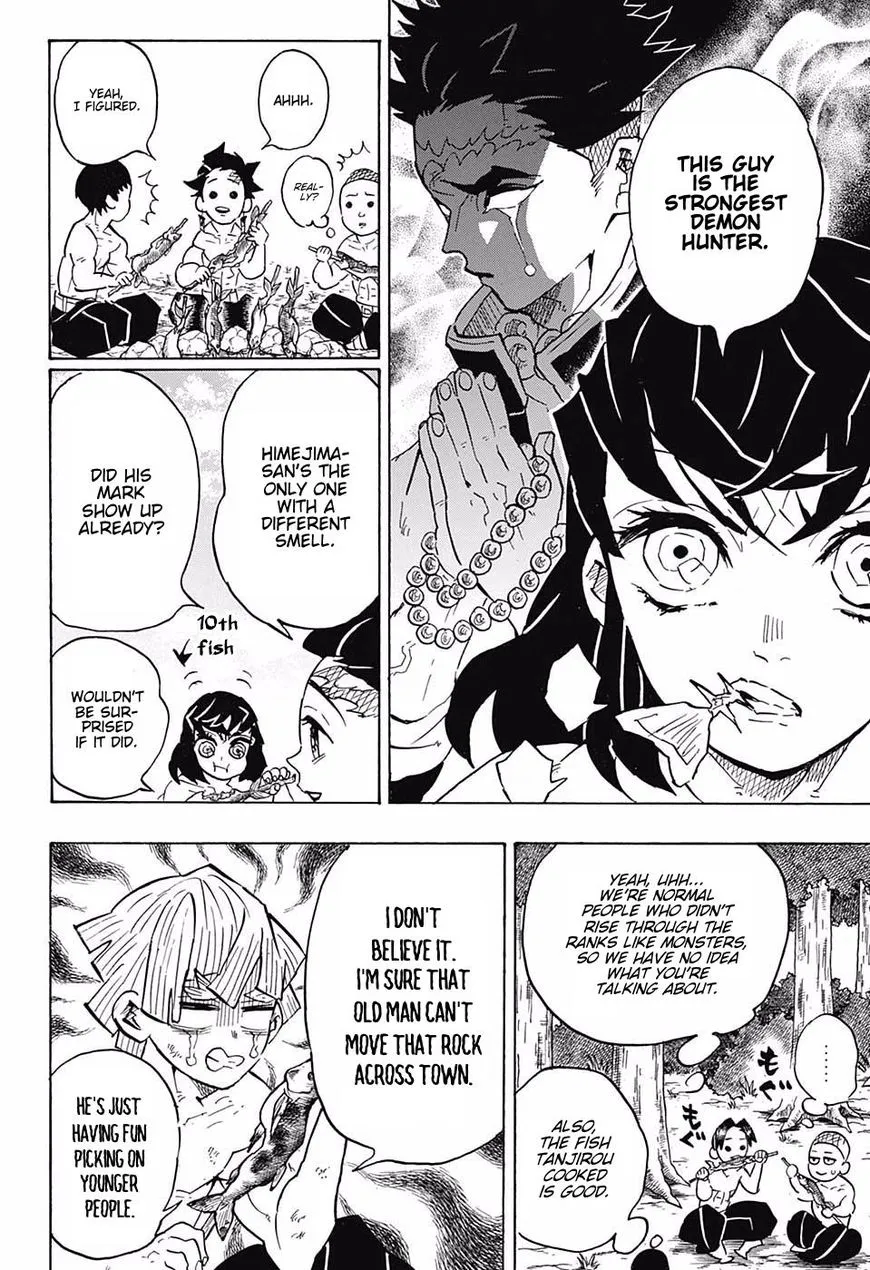 THIS GUY
IS THE
STRONGEST
DEMON
HUNTER.
AHHH.
REAL-
LY?
YEAH,
I FIGURED.
HIMEJIMA-
SAN'S THE
ONLY ONE
WITH A
DIFFERENT
SMELL.
DID HIS
MARK
SHOW UP
ALREADY?
10th
fish
WOULDN'T
BE SUR-
PRISED
IF IT DID.
YEAH, UHH...
WE'RE NORMAL
PEOPLE WHO DIDN'T
RISE THROUGH THE
RANKS LIKE MONSTERS,
SO WE HAVE NO IDEA
WHAT YOU'RE
TALKING ABOUT.
......
もぐ
もぐ
ALSO,
THE FISH
TANJIROU
COOKED
IS GOOD.
I DON'T
BELIEVE IT.
I'M SURE THAT
OLD MAN CAN'T
MOVE THAT ROCK
ACROSS TOWN.
HE'S JUST
HAVING FUN
PICKING ON
YOUNGER
PEOPLE.